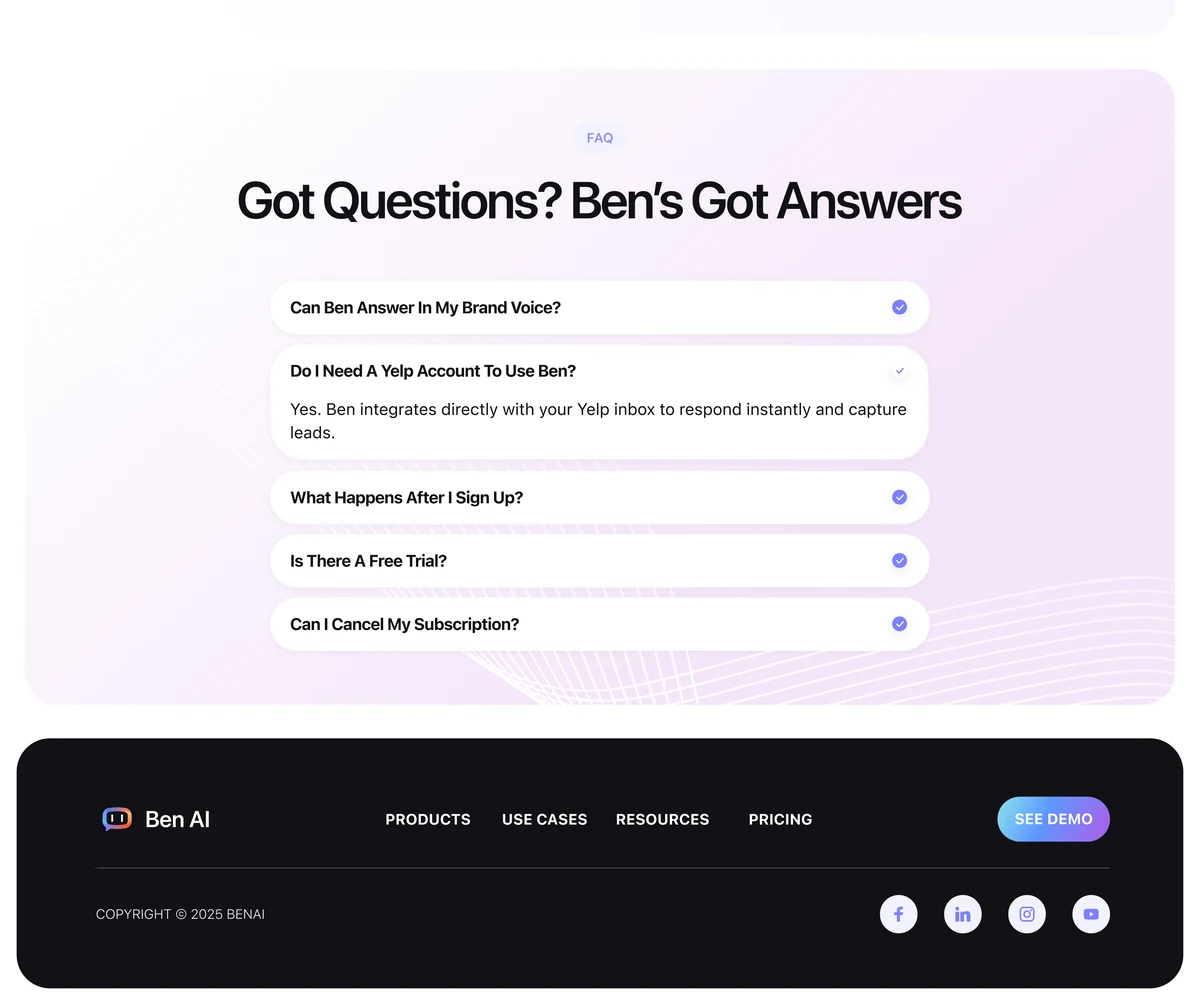 FAQ
Got Questions? Ben’s Got Answers
Can Ben Answer In My Brand Voice?
Do I Need A Yelp Account To Use Ben?
Yes. Ben integrates directly with your Yelp inbox to respond instantly and capture
leads.
What Happens After I Sign Up?
Is There A Free Trial?
Can I Cancel My Subscription?
Ben AI
PRODUCTS
USE CASES
RESOURCES
PRICING
SEE DEMO
COPYRIGHT © 2025 BENAI